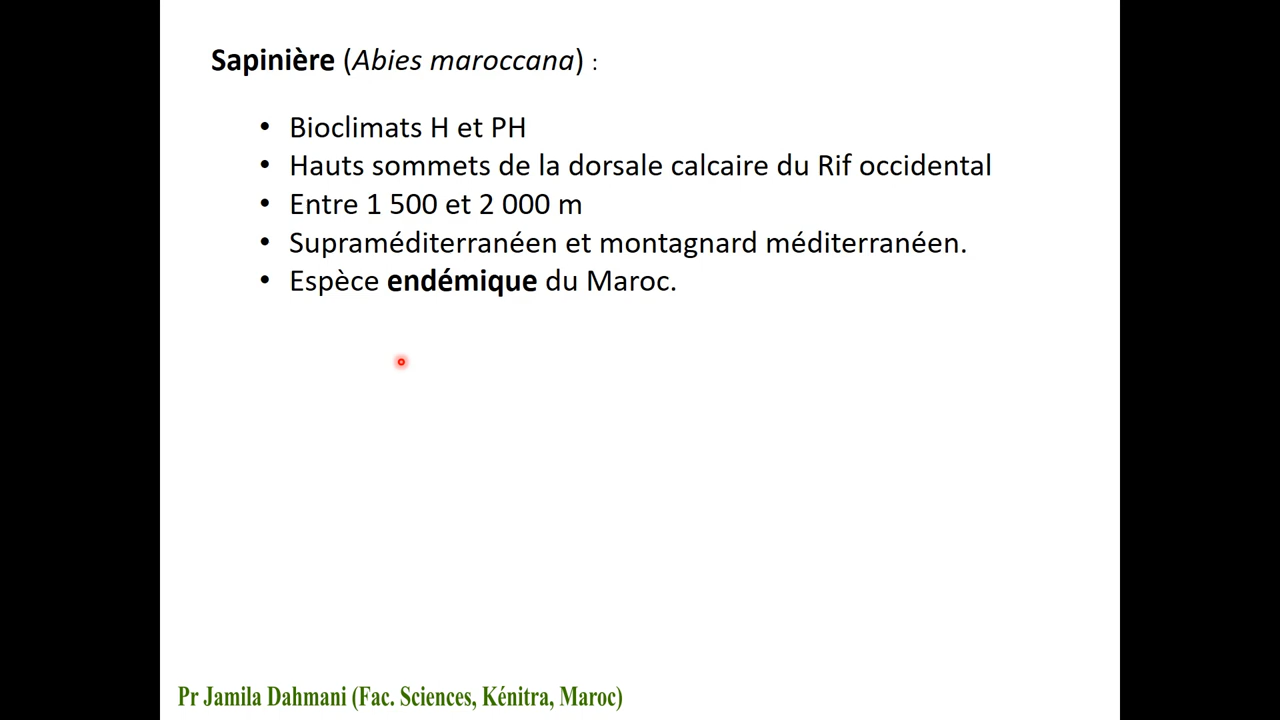 Sapinière (Abies maroccana) :
• Bioclimats H et PH
• Hauts sommets de la dorsale calcaire du Rif occidental
• Entre 1 500 et 2 000 m
• Supraméditerranéen et montagnard méditerranéen.
• Espèce endémique du Maroc.
Pr Jamila Dahmani (Fac. Sciences, Kénitra, Maroc)